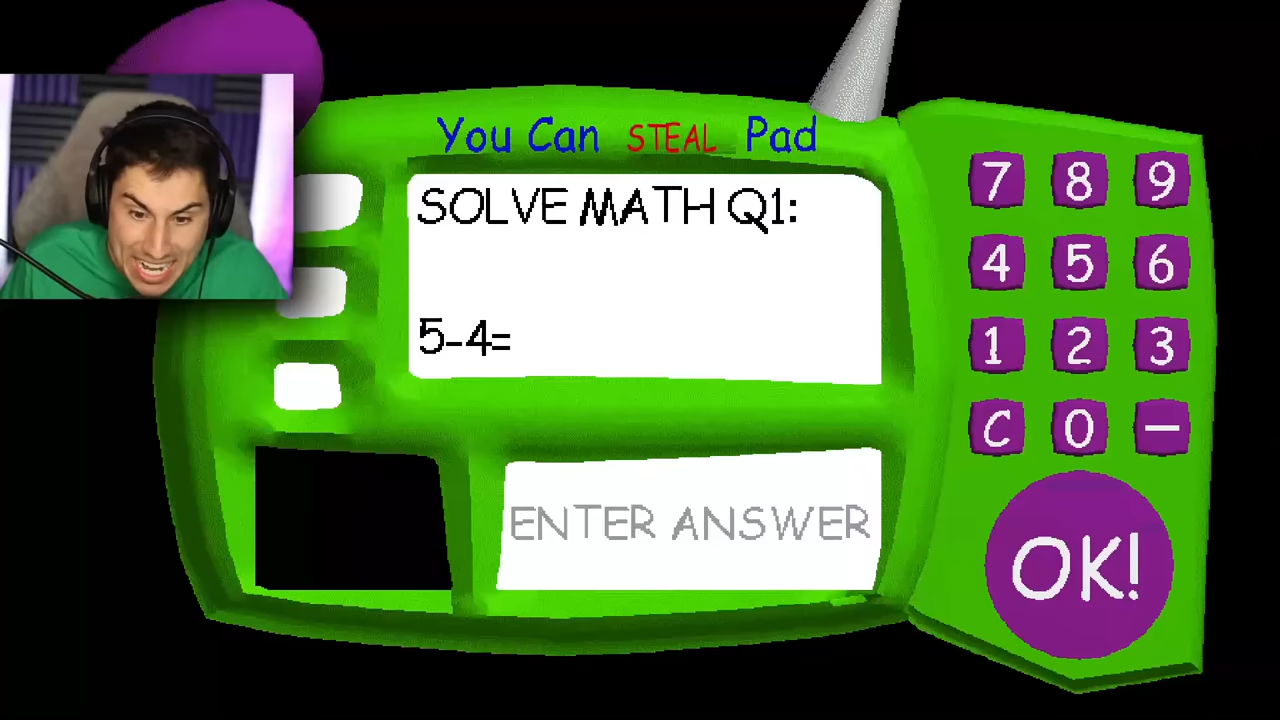 You Can STEAL Pad
SOLVE MATH Q1:
5-4=
ENTER ANSWER
7 8 9
4 5 6
1 2 3
C 0 −
OK!